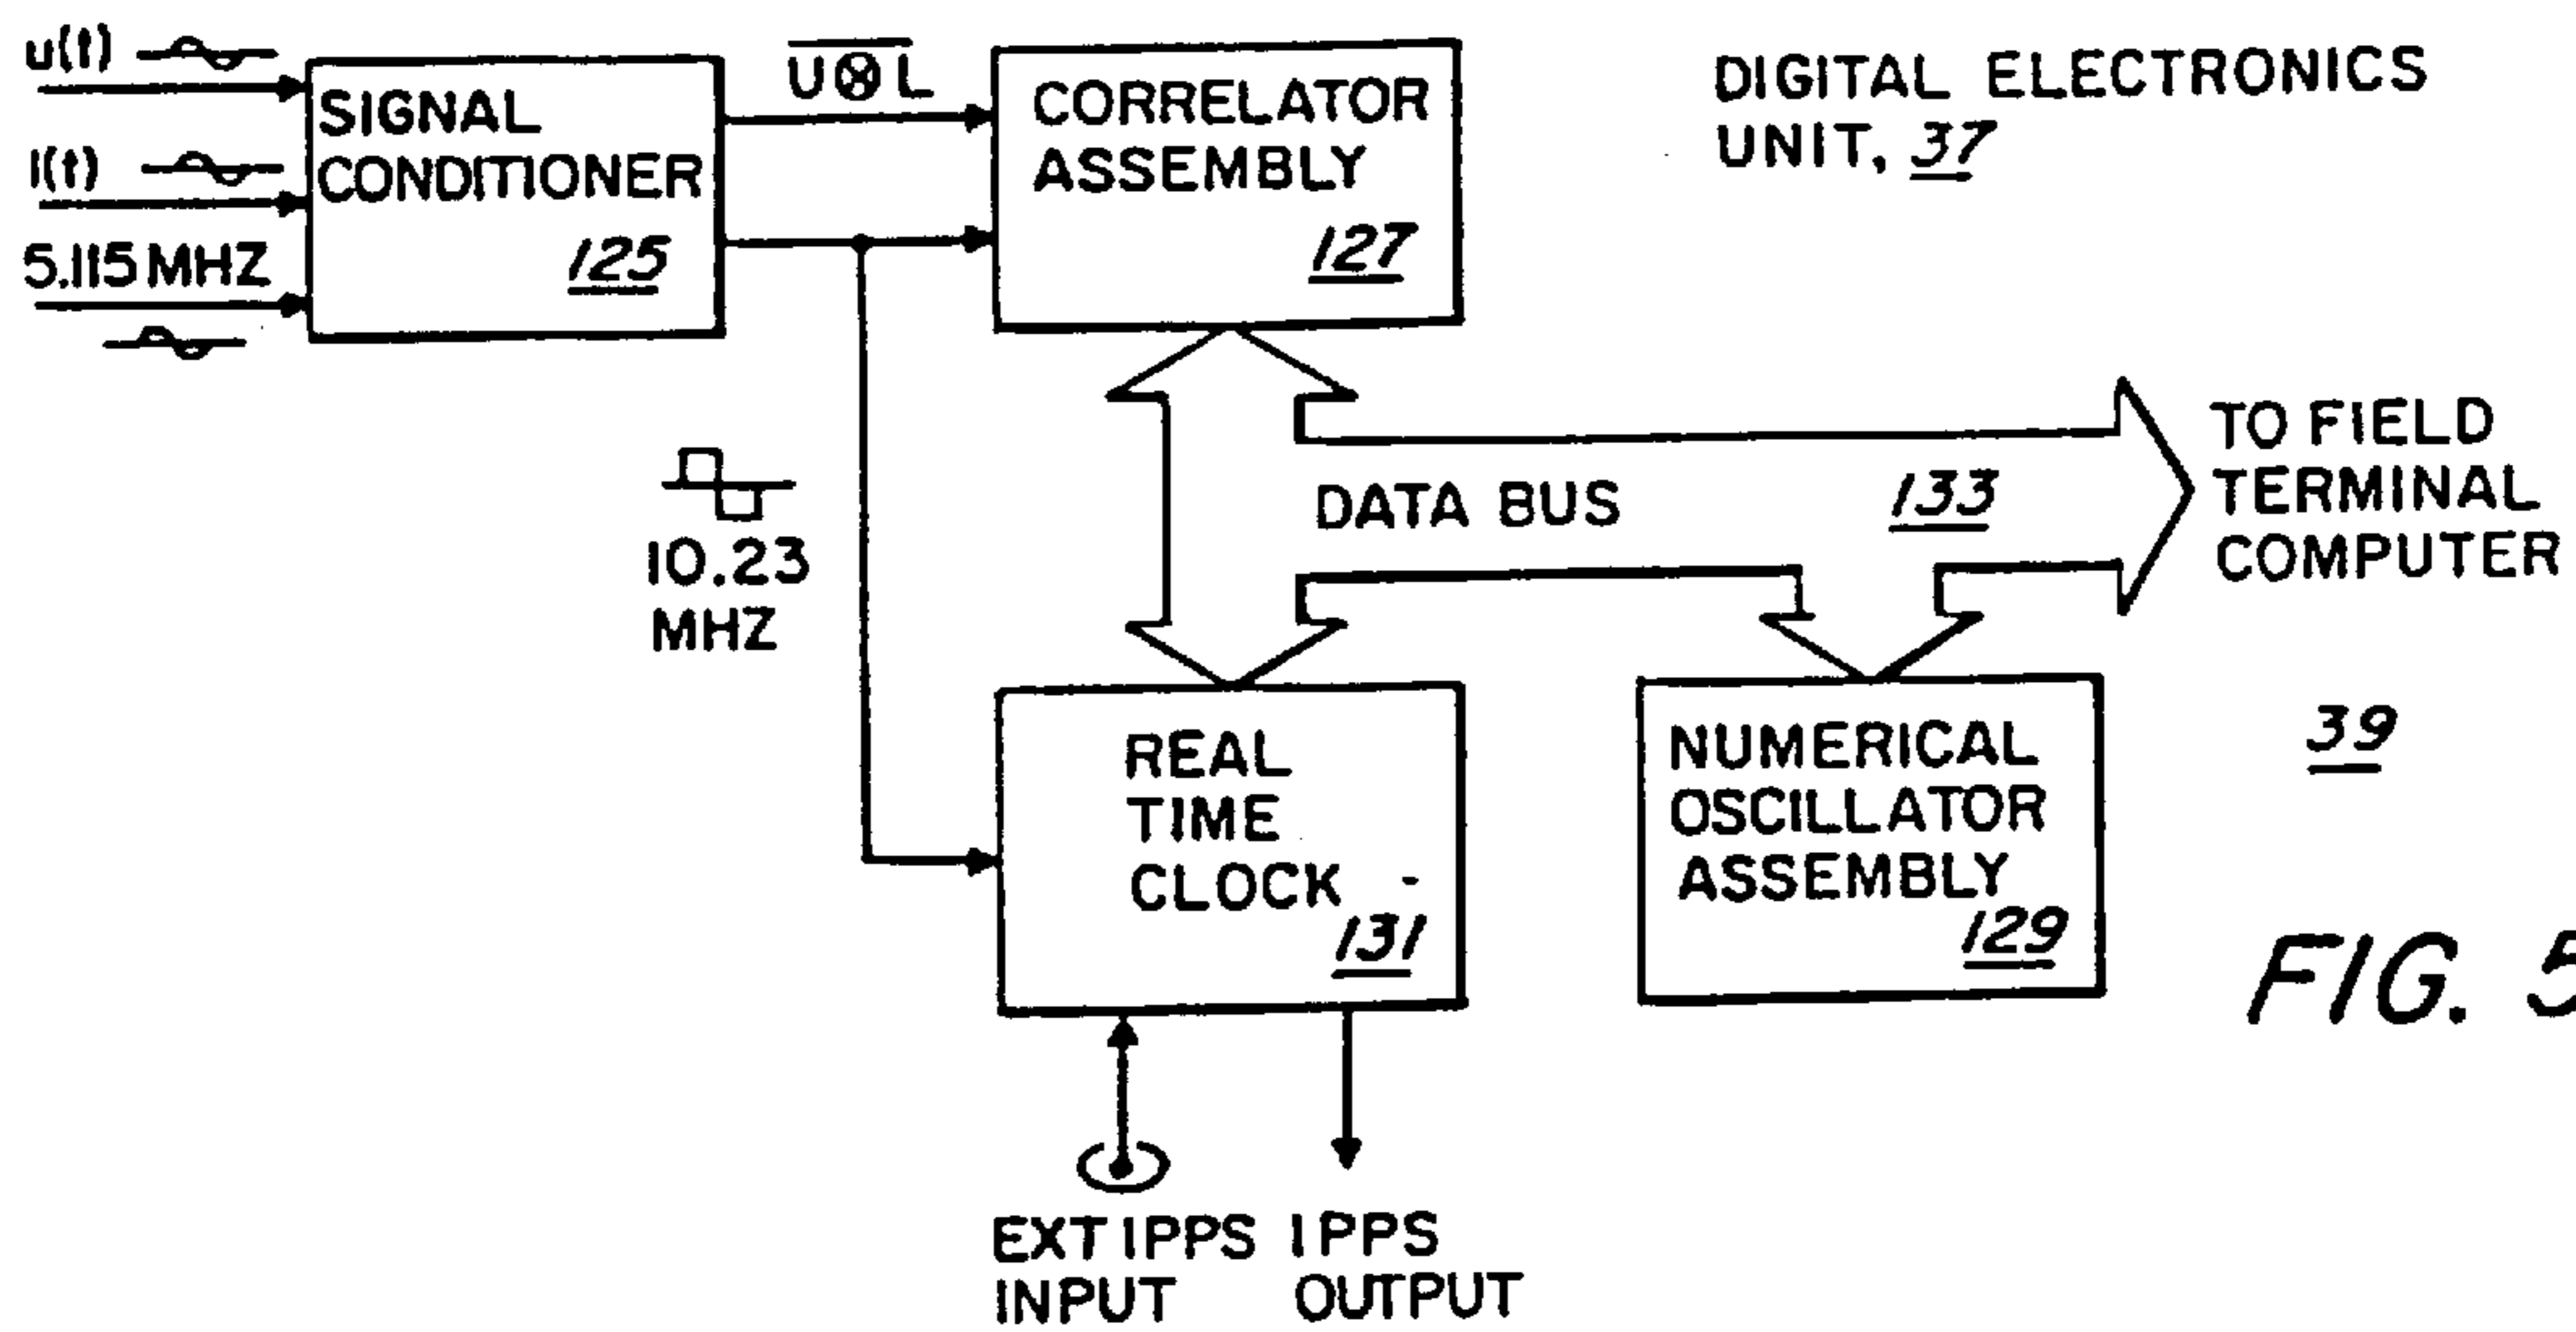 u(t)
l(t)
5.115 MHZ
SIGNAL
CONDITIONER
125
U⊗L
CORRELATOR
ASSEMBLY
127
DIGITAL ELECTRONICS
UNIT, 37
10.23
MHZ
DATA BUS 133
TO FIELD
TERMINAL
COMPUTER
39
REAL
TIME
CLOCK
131
NUMERICAL
OSCILLATOR
ASSEMBLY
129
EXT 1PPS
INPUT
1 PPS
OUTPUT
FIG. 5